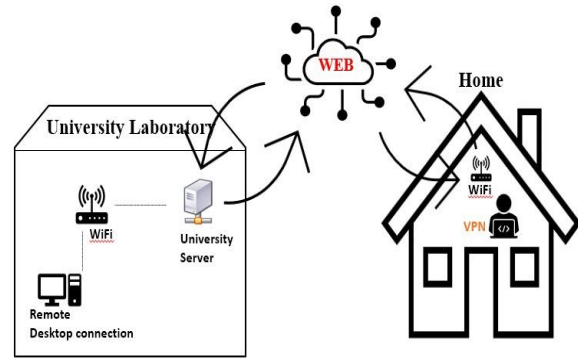 WEB
Home
University Laboratory
WiFi
University
Server
Remote
Desktop connection
WiFi
VPN